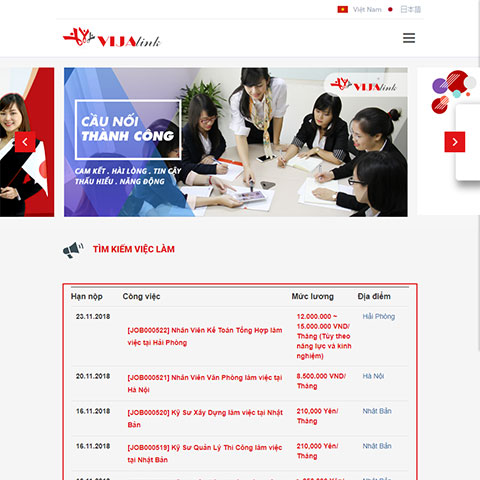 Việt Nam 日本語
VIJAlink
VIJAlink
CẦU NỐI
THÀNH CÔNG
CAM KẾT . HÀI LÒNG . TIN CẬY
THẤU HIỂU . NĂNG ĐỘNG
TÌM KIẾM VIỆC LÀM
Hạn nộp Công việc Mức lương Địa điểm
23.11.2018 12.000.000 ~ Hải Phòng
[JOB000522] Nhân Viên Kế Toán Tổng Hợp làm 15.000.000 VND/
việc tại Hải Phòng Tháng (Tùy theo
năng lực và kinh
nghiệm)
20.11.2018 [JOB000521] Nhân Viên Văn Phòng làm việc tại 8.500.000 VND/ Hà Nội
Hà Nội Tháng
16.11.2018 [JOB000520] Kỹ Sư Xây Dựng làm việc tại Nhật 210,000 Yên/ Nhật Bản
Bản Tháng
16.11.2018 [JOB000519] Kỹ Sư Quản Lý Thi Công làm việc 210,000 Yên/ Nhật Bản
tại Nhật Bản Tháng